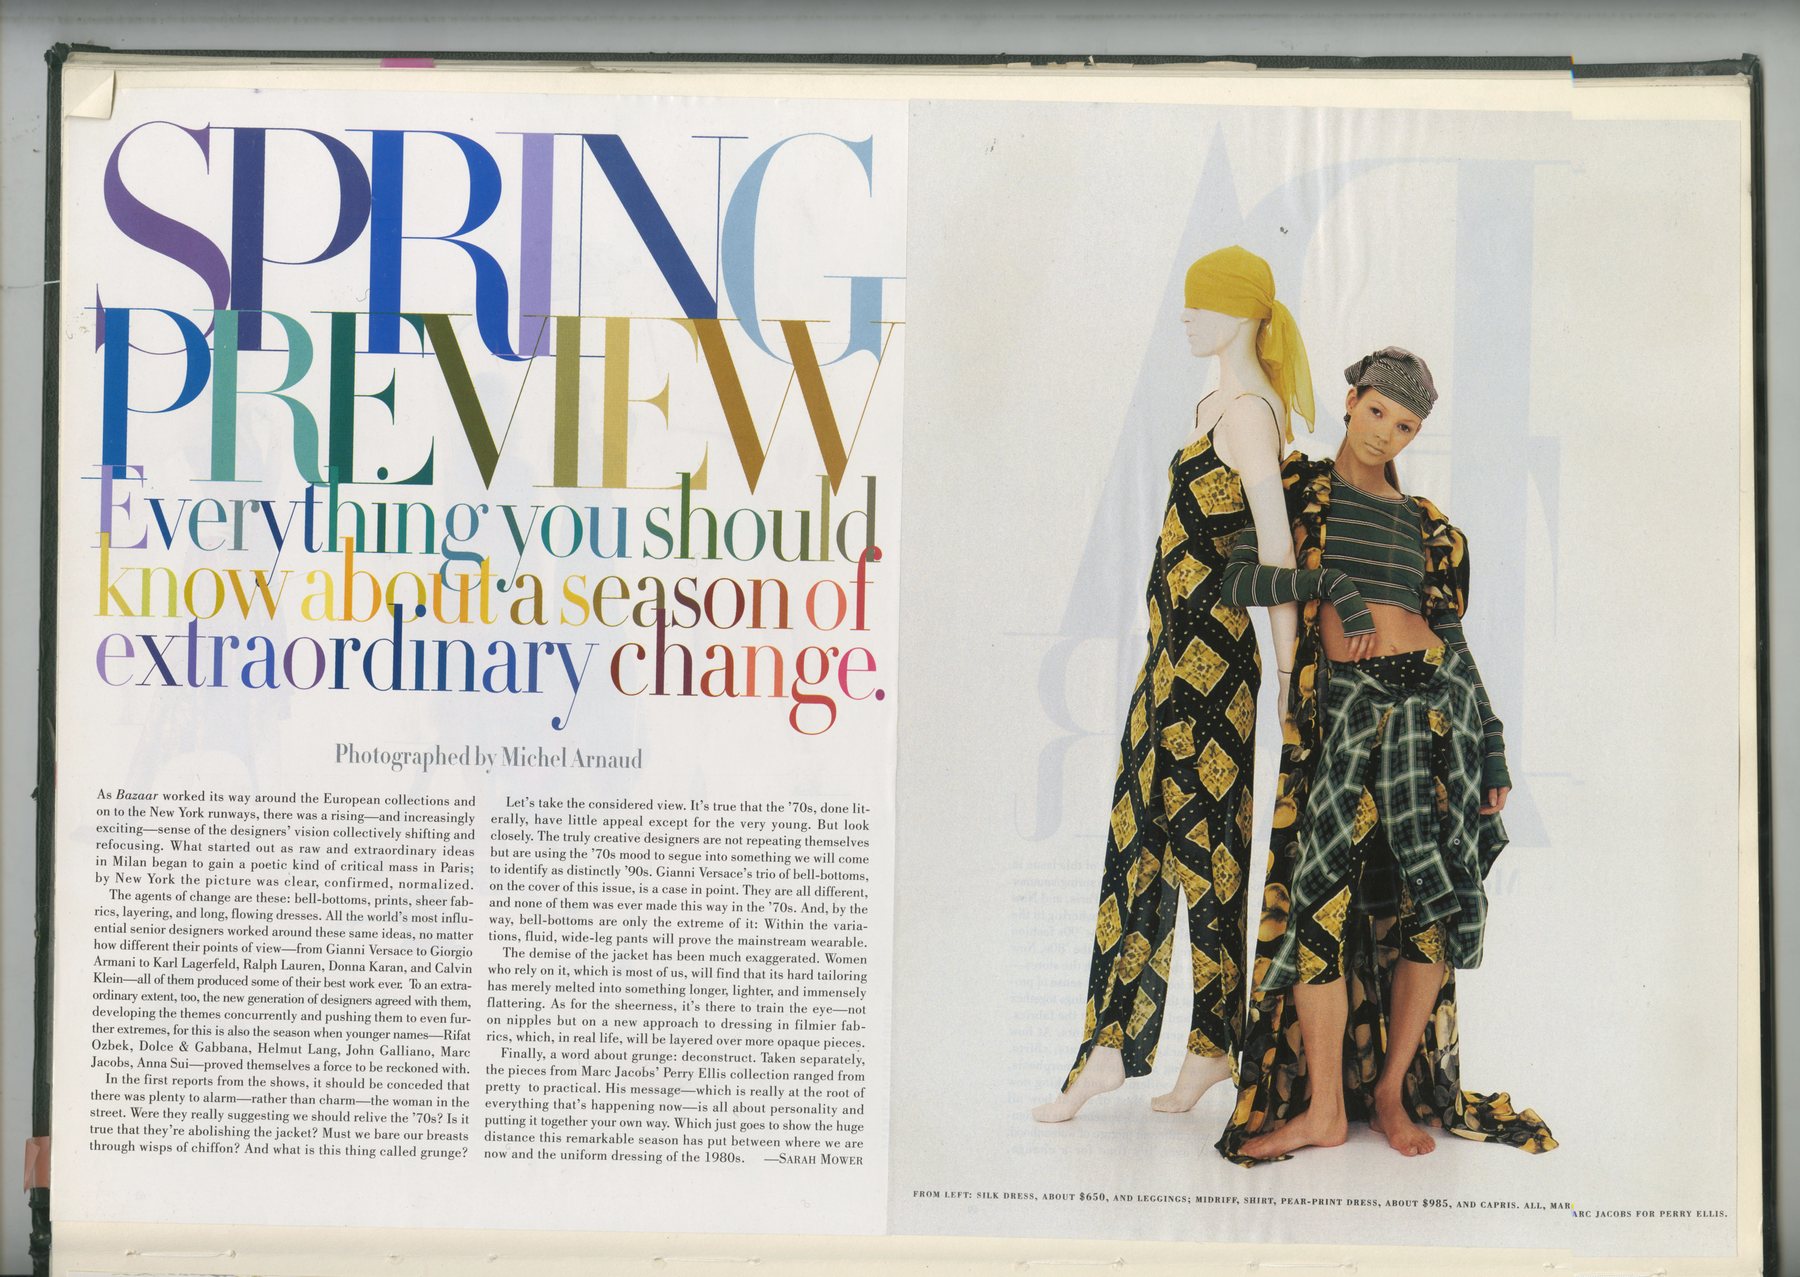 SPRING
PREVIEW
Everything you should
know about a season of
extraordinary change.
Photographed by Michel Arnaud
As Bazaar worked its way around the European collections and
on to the New York runways, there was a rising—and increasingly
exciting—sense of the designers' vision collectively shifting and
refocusing. What started out as raw and extraordinary ideas
in Milan began to gain a poetic kind of critical mass in Paris;
by New York the picture was clear, confirmed, normalized.
The agents of change are these: bell-bottoms, prints, sheer fab-
rics, layering, and long, flowing dresses. All the world's most influ-
ential senior designers worked around these same ideas, no matter
how different their points of view—from Gianni Versace to Giorgio
Armani to Karl Lagerfeld, Ralph Lauren, Donna Karan, and Calvin
Klein—all of them produced some of their best work ever. To an extra-
ordinary extent, too, the new generation of designers agreed with them,
developing the themes concurrently and pushing them to even fur-
ther extremes, for this is also the season when younger names—Rifat
Ozbek, Dolce & Gabbana, Helmut Lang, John Galliano, Marc
Jacobs, Anna Sui—proved themselves a force to be reckoned with.
In the first reports from the shows, it should be conceded that
there was plenty to alarm—rather than charm—the woman in the
street. Were they really suggesting we should relive the '70s? Is it
true that they're abolishing the jacket? Must we bare our breasts
through wisps of chiffon? And what is this thing called grunge?
Let's take the considered view. It's true that the '70s, done lit-
erally, have little appeal except for the very young. But look
closely. The truly creative designers are not repeating themselves
but are using the '70s mood to segue into something we will come
to identify as distinctly '90s. Gianni Versace's trio of bell-bottoms,
on the cover of this issue, is a case in point. They are all different,
and none of them was ever made this way in the '70s. And, by the
way, bell-bottoms are only the extreme of it: Within the varia-
tions, fluid, wide-leg pants will prove the mainstream wearable.
The demise of the jacket has been much exaggerated. Women
who rely on it, which is most of us, will find that its hard tailoring
has merely melted into something longer, lighter, and immensely
flattering. As for the sheerness, it's there to train the eye—not
on nipples but on a new approach to dressing in filmier fab-
rics, which, in real life, will be layered over more opaque pieces.
Finally, a word about grunge: deconstruct. Taken separately,
the pieces from Marc Jacobs' Perry Ellis collection ranged from
pretty to practical. His message—which is really at the root of
everything that's happening now—is all about personality and
putting it together your own way. Which just goes to show the huge
distance this remarkable season has put between where we are
now and the uniform dressing of the 1980s. —SARAH MOWER
FROM LEFT: SILK DRESS, ABOUT $650, AND LEGGINGS; MIDRIFF, SHIRT, PEAR-PRINT DRESS, ABOUT $985, AND CAPRIS. ALL, MAR
ARC JACOBS FOR PERRY ELLIS.